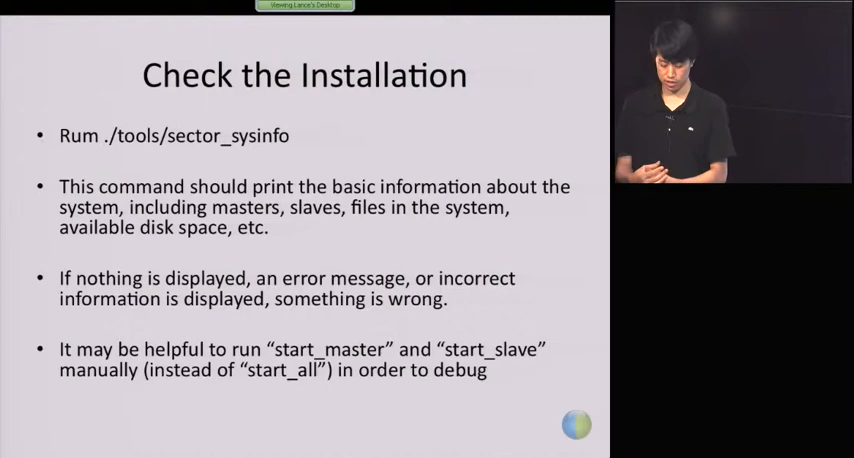 Viewing Lance's Desktop
Check the Installation
• Rum ./tools/sector_sysinfo
• This command should print the basic information about the
system, including masters, slaves, files in the system,
available disk space, etc.
• If nothing is displayed, an error message, or incorrect
information is displayed, something is wrong.
• It may be helpful to run “start_master” and “start_slave”
manually (instead of “start_all”) in order to debug